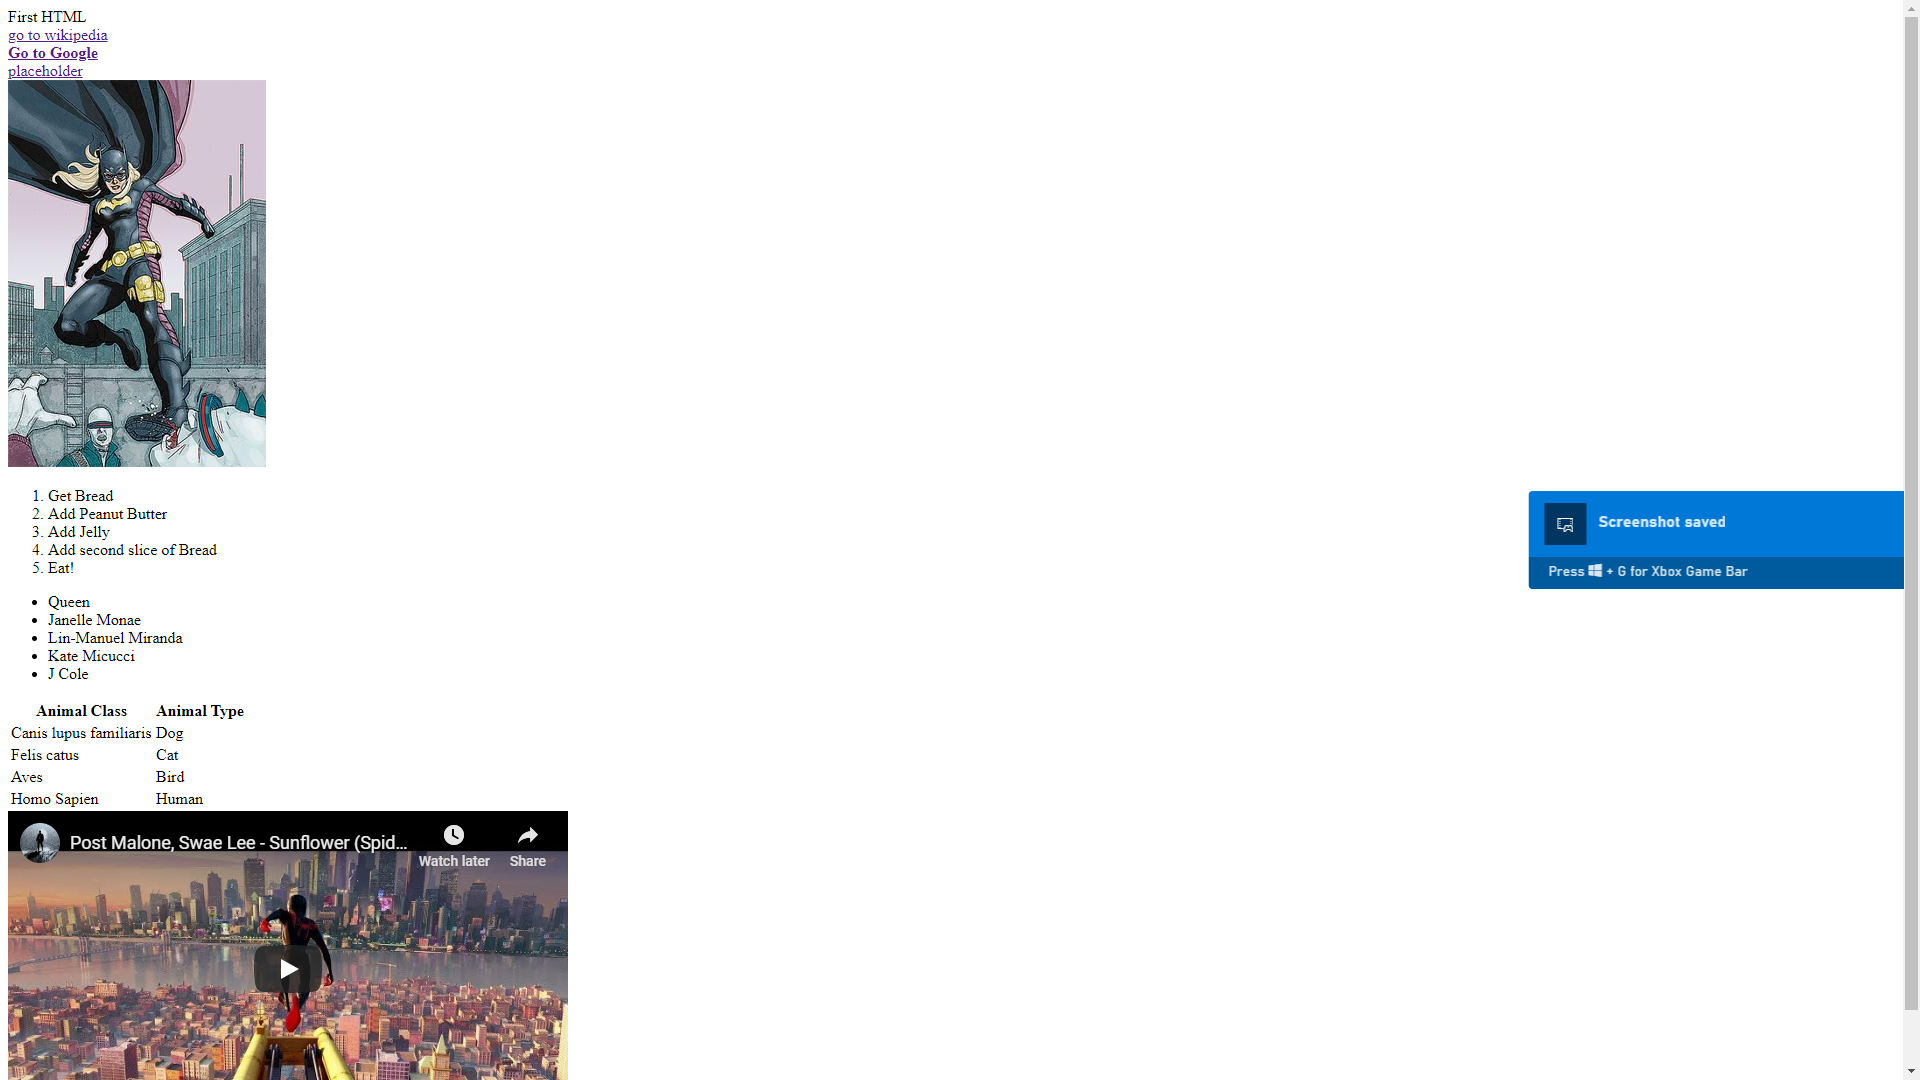 First HTML
go to wikipedia
Go to Google
placeholder
1. Get Bread
2. Add Peanut Butter
3. Add Jelly
4. Add second slice of Bread
5. Eat!
Screenshot saved
Press + G for Xbox Game Bar
Queen
Janelle Monae
Lin-Manuel Miranda
Kate Micucci
J Cole
Animal Class Animal Type
Canis lupus familiaris Dog
Felis catus Cat
Aves Bird
Homo Sapien Human
Post Malone, Swae Lee - Sunflower (Spid...
Watch later Share